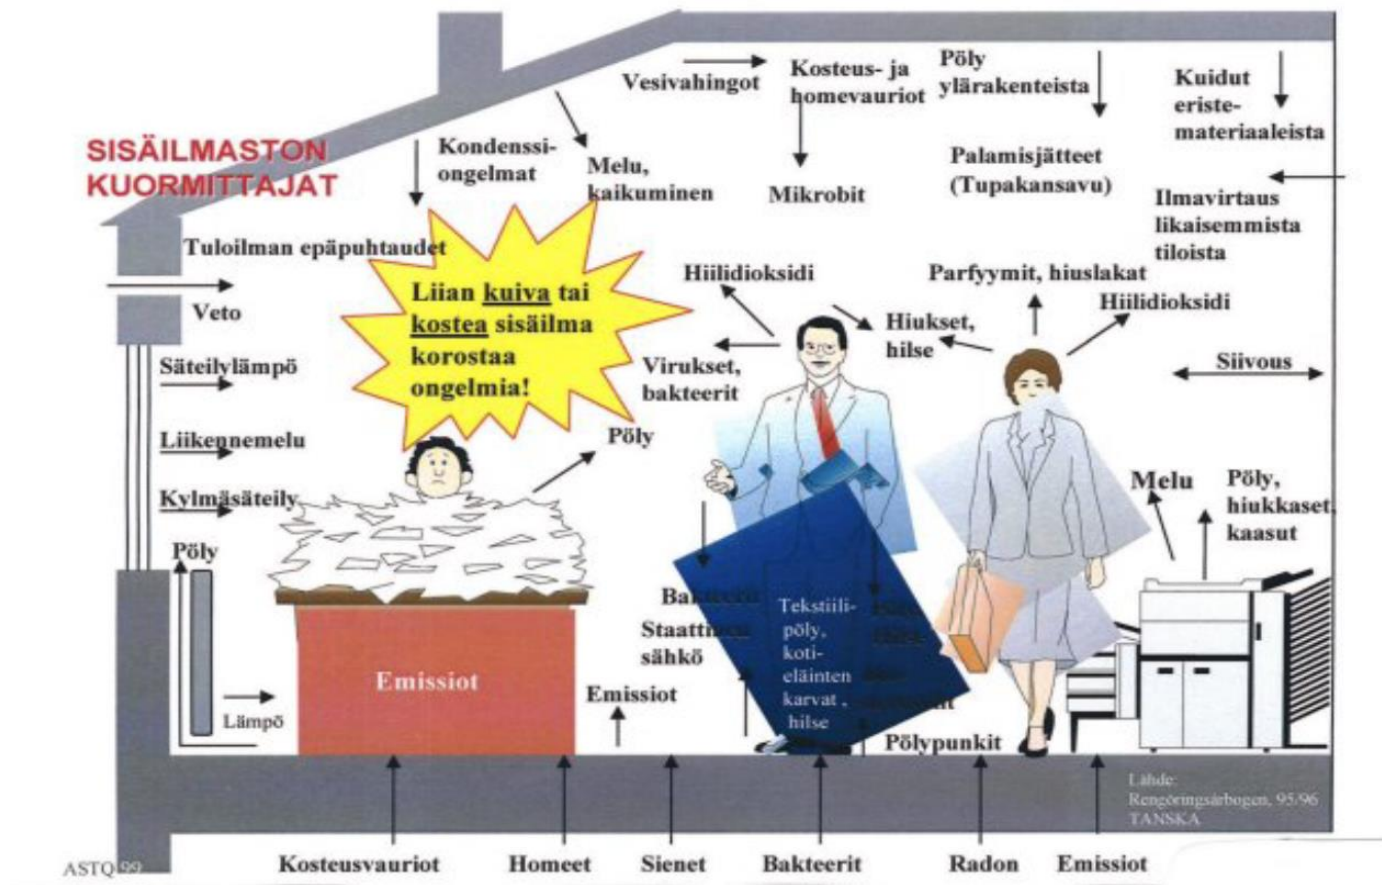 Vesivahingot
Kosteus- ja
homevauriot
Pöly
ylärakenteista
Kuidut
eriste-
materiaaleista
SISÄILMASTON
KUORMITTAJAT
Kondenssi-
ongelmat
Melu,
kaikuminen
Mikrobit
Palamisjätteet
(Tupakansavu)
Ilmavirtaus
likaisemmista
tiloista
Tuloilman epäpuhtaudet
Veto
Liian kuiva tai
kostea sisäilma
korostaa
ongelmia!
Hiilidioksidi
Parfyymit, hiuslakat
Hiilidioksidi
Hiukset,
hilse
Virukset,
bakteerit
Siivous
Säteilylämpö
Liikennemelu
Kylmäsäteily
Pöly
Pöly
Melu
Pöly,
hiukkaset,
kaasut
Bakteerit
Staattinen
sähkö
Tekstiili-
pöly,
koti-
eläinten
karvat ,
hilse
Emissiot
Emissiot
Lämpö
Pölypunkit
Lähde:
Rengöringsårbogen, 95/96
TANSKA
ASTQ 99
Kosteusvauriot
Homeet
Sienet
Bakteerit
Radon
Emissiot